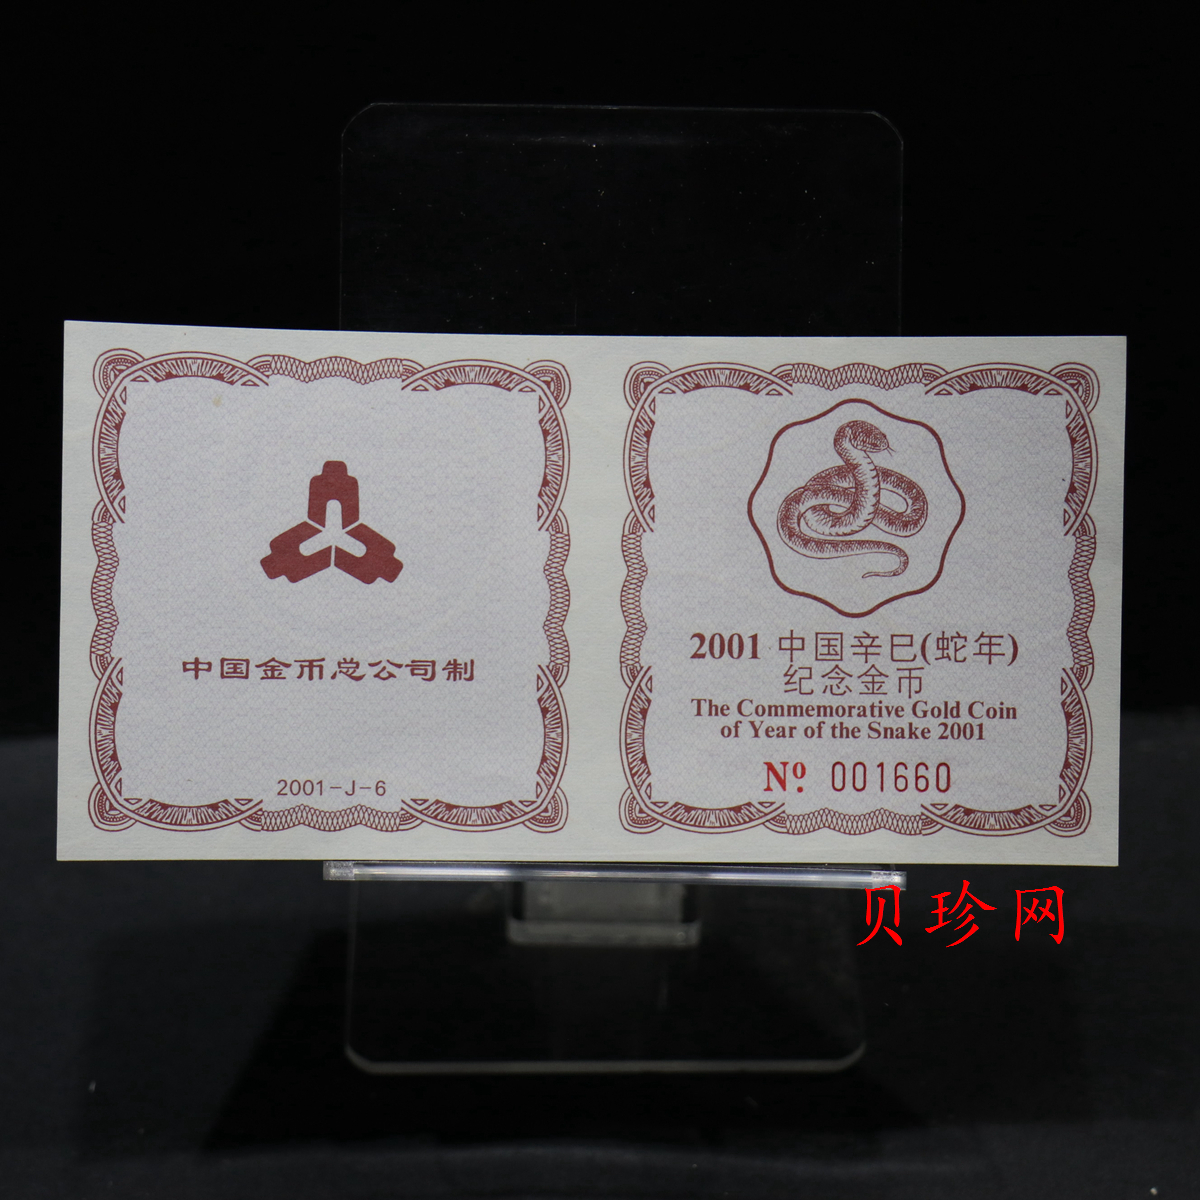 中国金币总公司制
2001-J-6
2001 中国辛巳(蛇年)
纪念金币
The Commemorative Gold Coin
of Year of the Snake 2001
Nº 001660
贝珍网